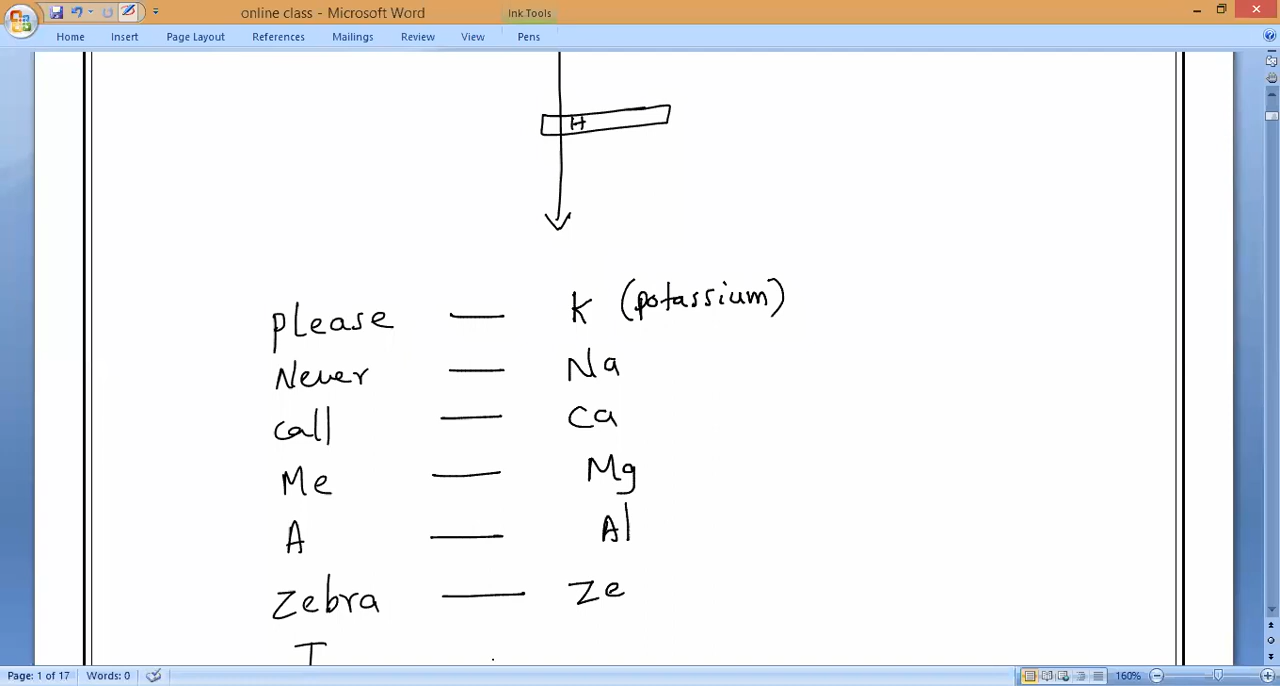 online class - Microsoft Word
Ink Tools
Home Insert Page Layout References Mailings Review View Pens
H
please — K (potassium)
Never — Na
call — Ca
Me — Mg
A — Al
Zebra — Ze
I
Page: 1 of 17 Words: 0 160%